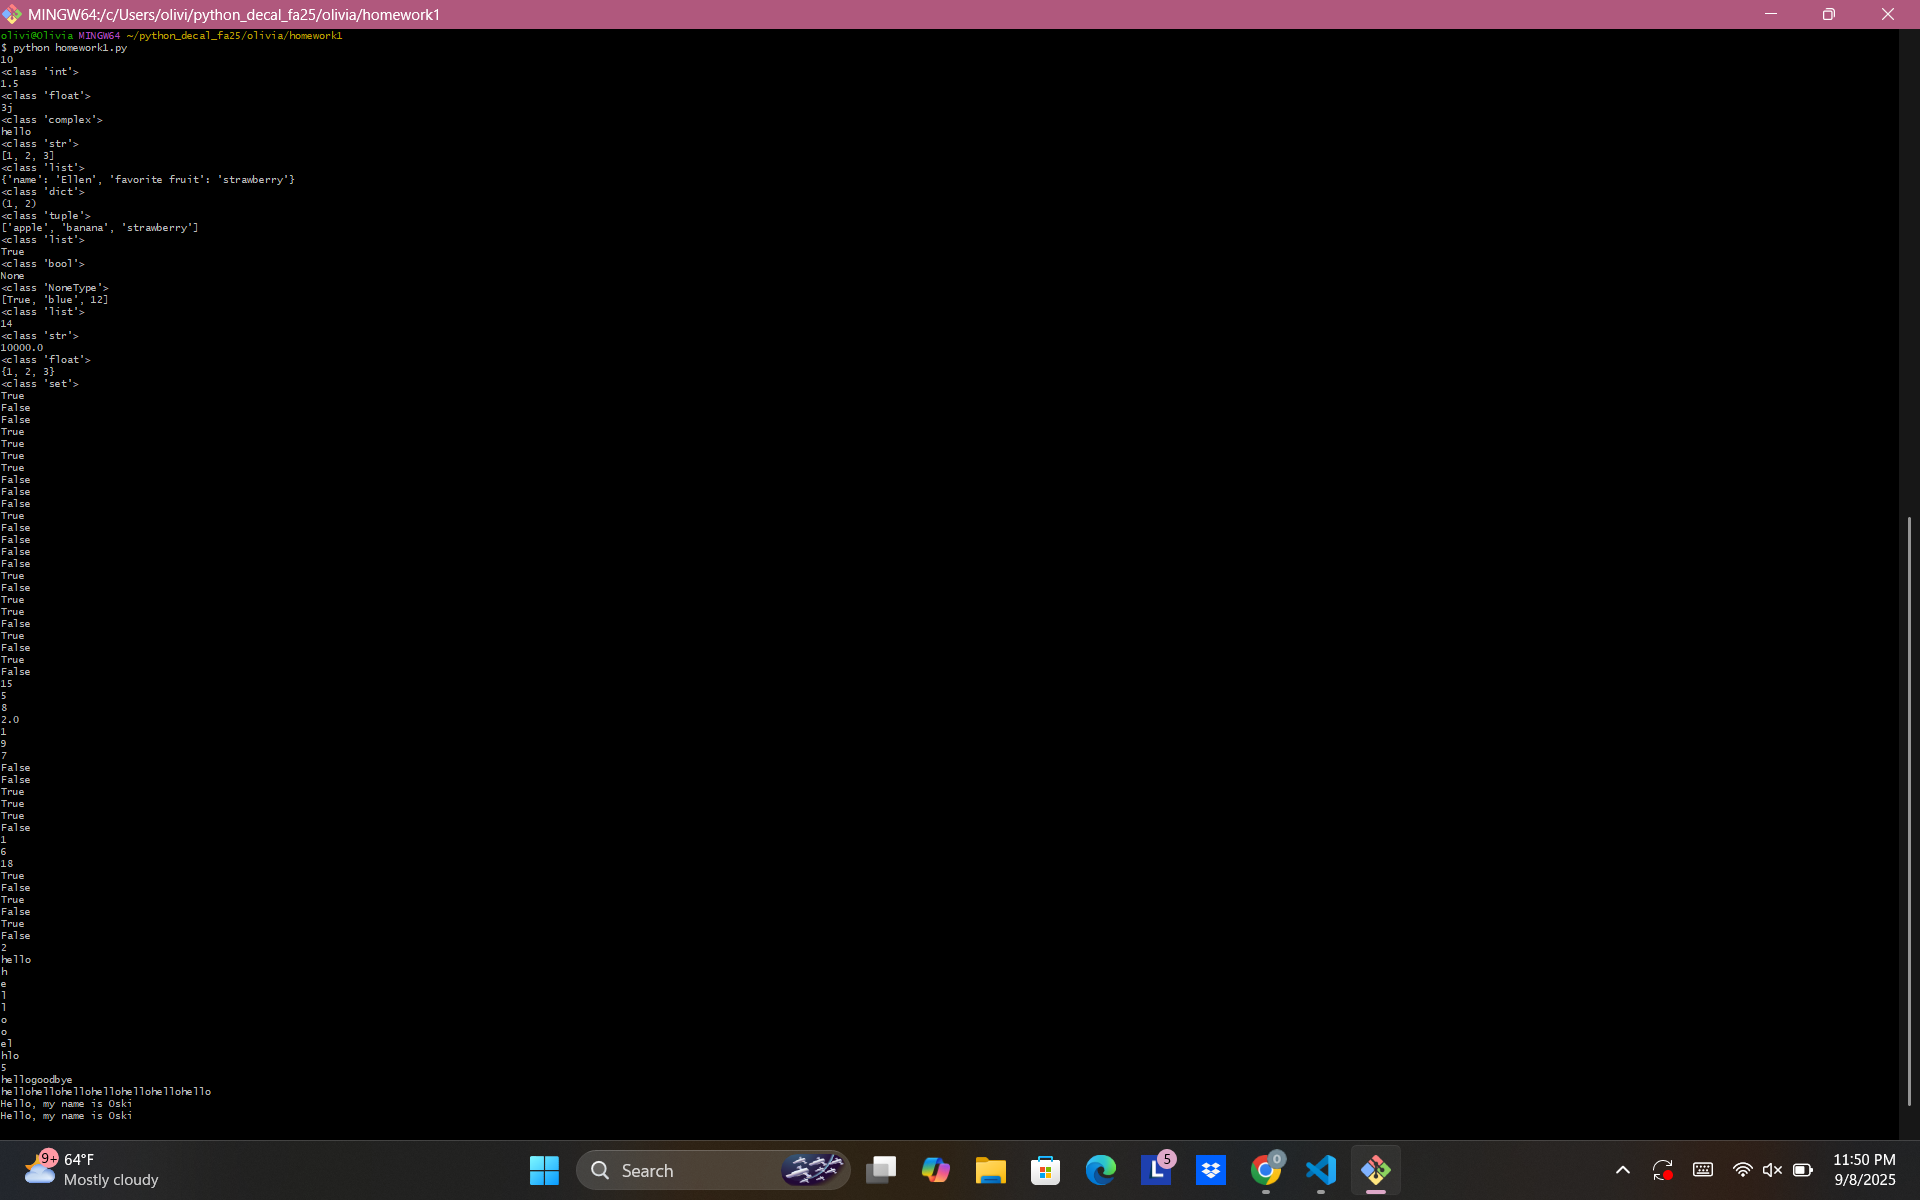 MINGW64:/c/Users/olivi/python_decal_fa25/olivia/homework1
olivi@Olivia MINGW64 ~/python_decal_fa25/olivia/homework1
$ python homework1.py
10
<class 'int'>
1.5
<class 'float'>
3j
<class 'complex'>
hello
<class 'str'>
[1, 2, 3]
<class 'list'>
{'name': 'Ellen', 'favorite fruit': 'strawberry'}
<class 'dict'>
(1, 2)
<class 'tuple'>
['apple', 'banana', 'strawberry']
<class 'list'>
True
<class 'bool'>
None
<class 'NoneType'>
[True, 'blue', 12]
<class 'list'>
14
<class 'str'>
10000.0
<class 'float'>
{1, 2, 3}
<class 'set'>
True
False
False
True
True
True
True
False
False
False
True
False
False
False
False
True
False
True
True
False
True
False
True
False
15
5
8
2.0
1
9
7
False
False
True
True
True
False
1
6
18
True
False
True
False
True
False
2
hello
h
e
l
l
o
o
el
hlo
5
hellogoodbye
hellohellohellohellohellohellohello
Hello, my name is Oski
Hello, my name is Oski
9+
64°F
Mostly cloudy
Search
L
5
0
11:50 PM
9/8/2025